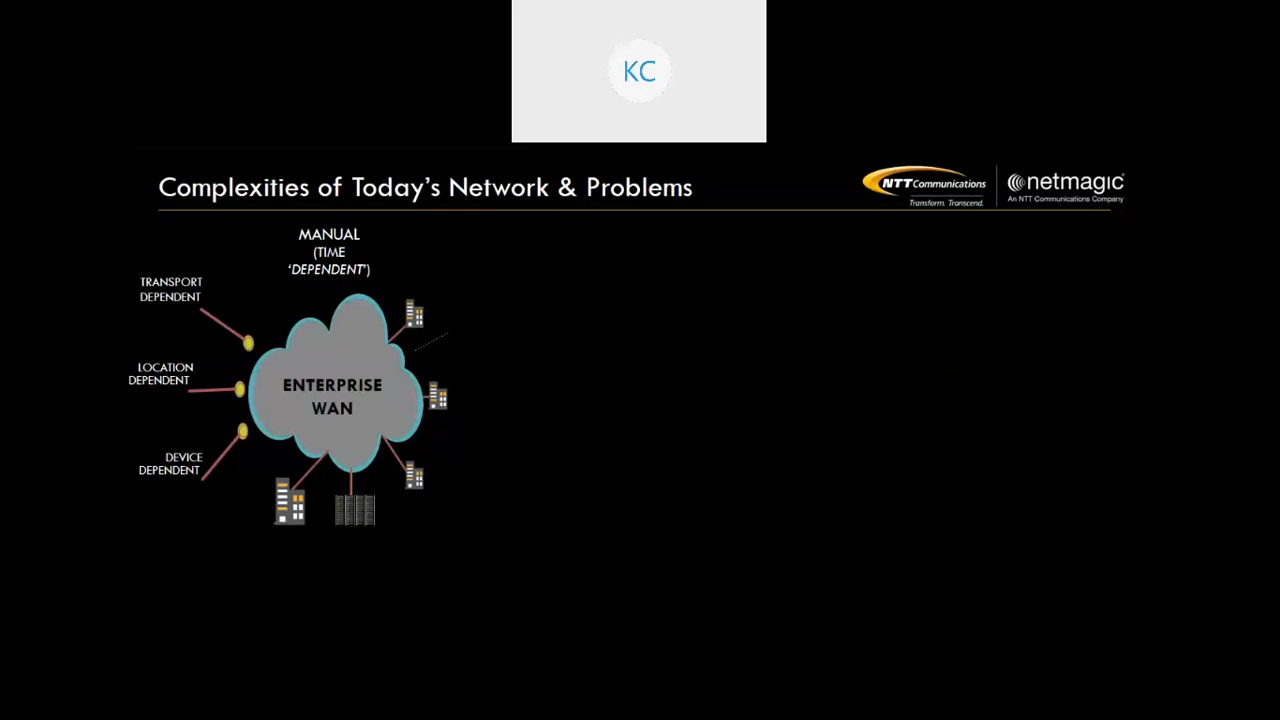 KC
Complexities of Today's Network & Problems
NTT Communications
Transform. Transcend.
netmagic
An NTT Communications Company
MANUAL
(TIME
‘DEPENDENT’)
TRANSPORT
DEPENDENT
LOCATION
DEPENDENT
DEVICE
DEPENDENT
ENTERPRISE
WAN